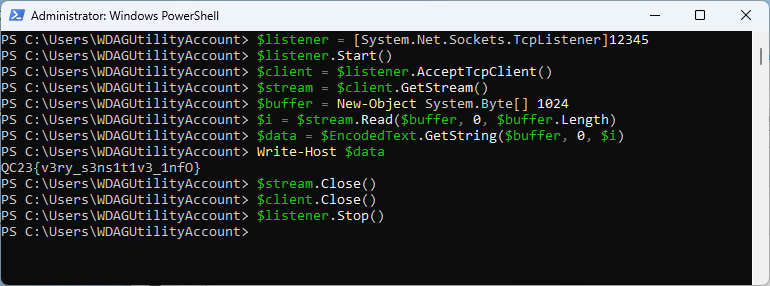 Administrator: Windows PowerShell
PS C:\Users\WDAGUtilityAccount> $listener = [System.Net.Sockets.TcpListener]12345
PS C:\Users\WDAGUtilityAccount> $listener.Start()
PS C:\Users\WDAGUtilityAccount> $client = $listener.AcceptTcpClient()
PS C:\Users\WDAGUtilityAccount> $stream = $client.GetStream()
PS C:\Users\WDAGUtilityAccount> $buffer = New-Object System.Byte[] 1024
PS C:\Users\WDAGUtilityAccount> $i = $stream.Read($buffer, 0, $buffer.Length)
PS C:\Users\WDAGUtilityAccount> $data = $EncodedText.GetString($buffer, 0, $i)
PS C:\Users\WDAGUtilityAccount> Write-Host $data
QC23{v3ry_s3ns1t1v3_1nfO}
PS C:\Users\WDAGUtilityAccount> $stream.Close()
PS C:\Users\WDAGUtilityAccount> $client.Close()
PS C:\Users\WDAGUtilityAccount> $listener.Stop()
PS C:\Users\WDAGUtilityAccount>